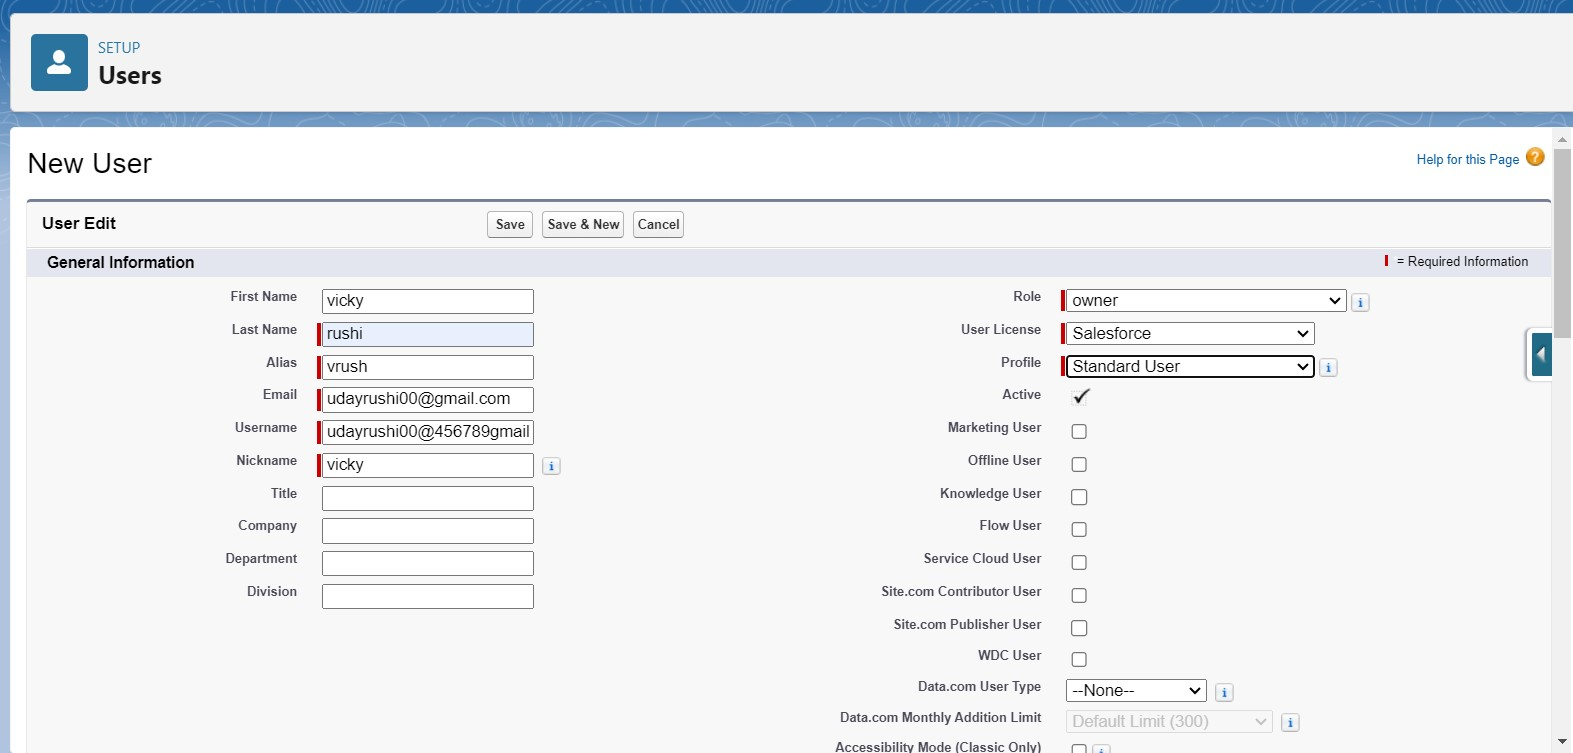 SETUP
Users
New User
Help for this Page ?
User Edit
Save
Save & New
Cancel
General Information
= Required Information
First Name vicky
Last Name rushi
Alias vrush
Email udayrushi00@gmail.com
Username udayrushi00@456789gmail
Nickname vicky i
Title
Company
Department
Division
Role owner i
User License Salesforce
Profile Standard User i
Active
Marketing User
Offline User
Knowledge User
Flow User
Service Cloud User
Site.com Contributor User
Site.com Publisher User
WDC User
Data.com User Type --None-- i
Data.com Monthly Addition Limit Default Limit (300) i
Accessibility Mode (Classic Only) i